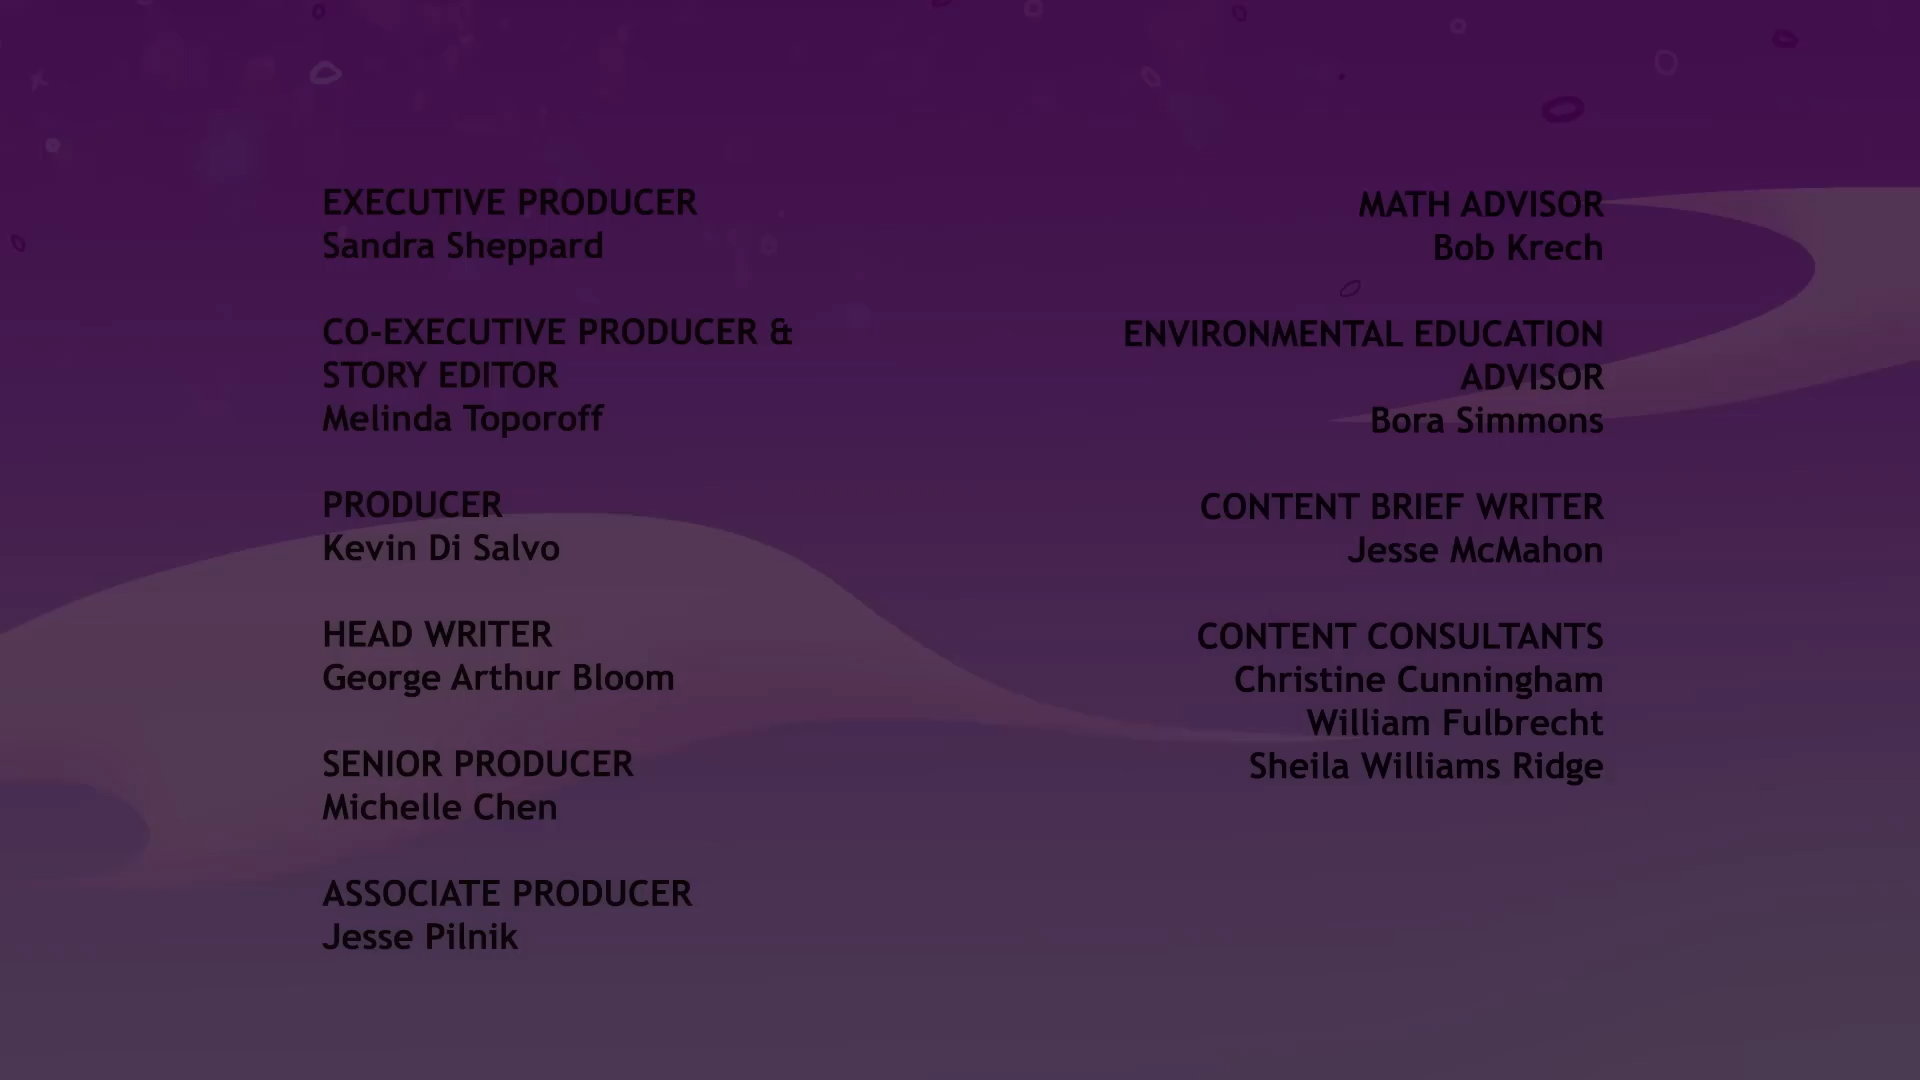 EXECUTIVE PRODUCER
Sandra Sheppard
CO-EXECUTIVE PRODUCER &
STORY EDITOR
Melinda Toporoff
PRODUCER
Kevin Di Salvo
HEAD WRITER
George Arthur Bloom
SENIOR PRODUCER
Michelle Chen
ASSOCIATE PRODUCER
Jesse Pilnik
MATH ADVISOR
Bob Krech
ENVIRONMENTAL EDUCATION
ADVISOR
Bora Simmons
CONTENT BRIEF WRITER
Jesse McMahon
CONTENT CONSULTANTS
Christine Cunningham
William Fulbrecht
Sheila Williams Ridge